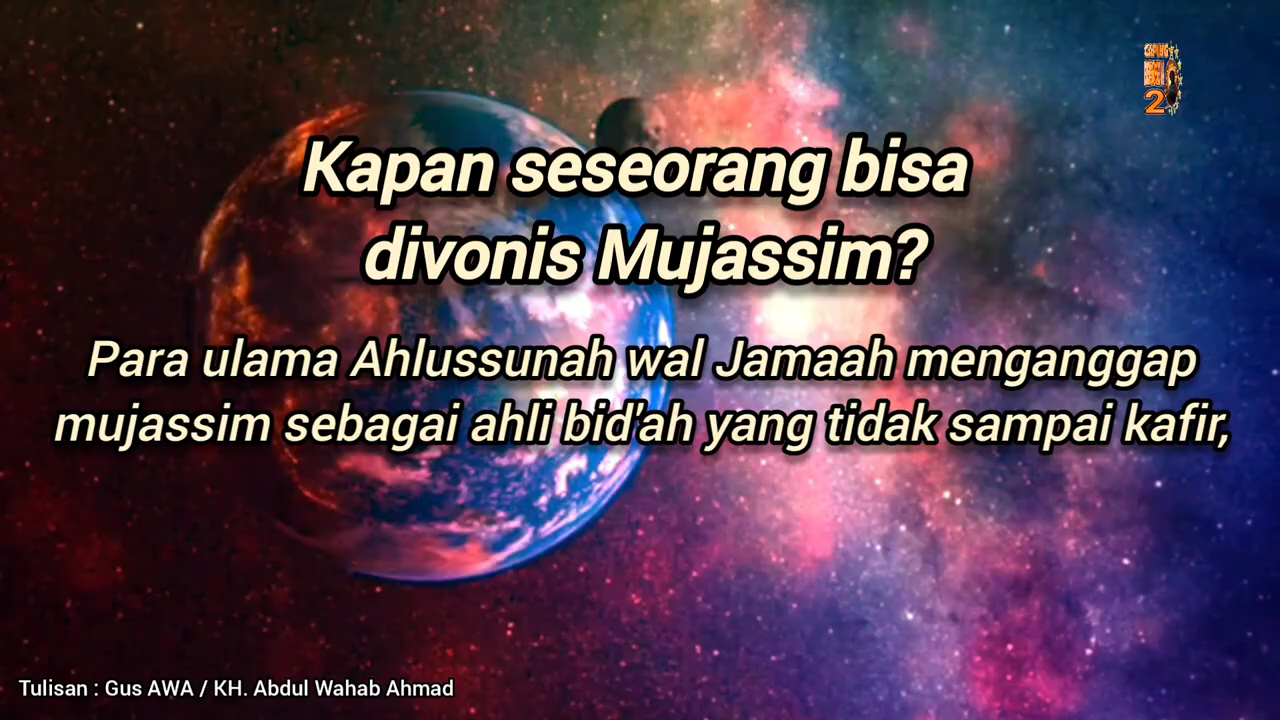 Kapan seseorang bisa
divonis Mujassim?
Para ulama Ahlussunah wal Jamaah menganggap
mujassim sebagai ahli bid'ah yang tidak sampai kafir,
Tulisan : Gus AWA / KH. Abdul Wahab Ahmad
2